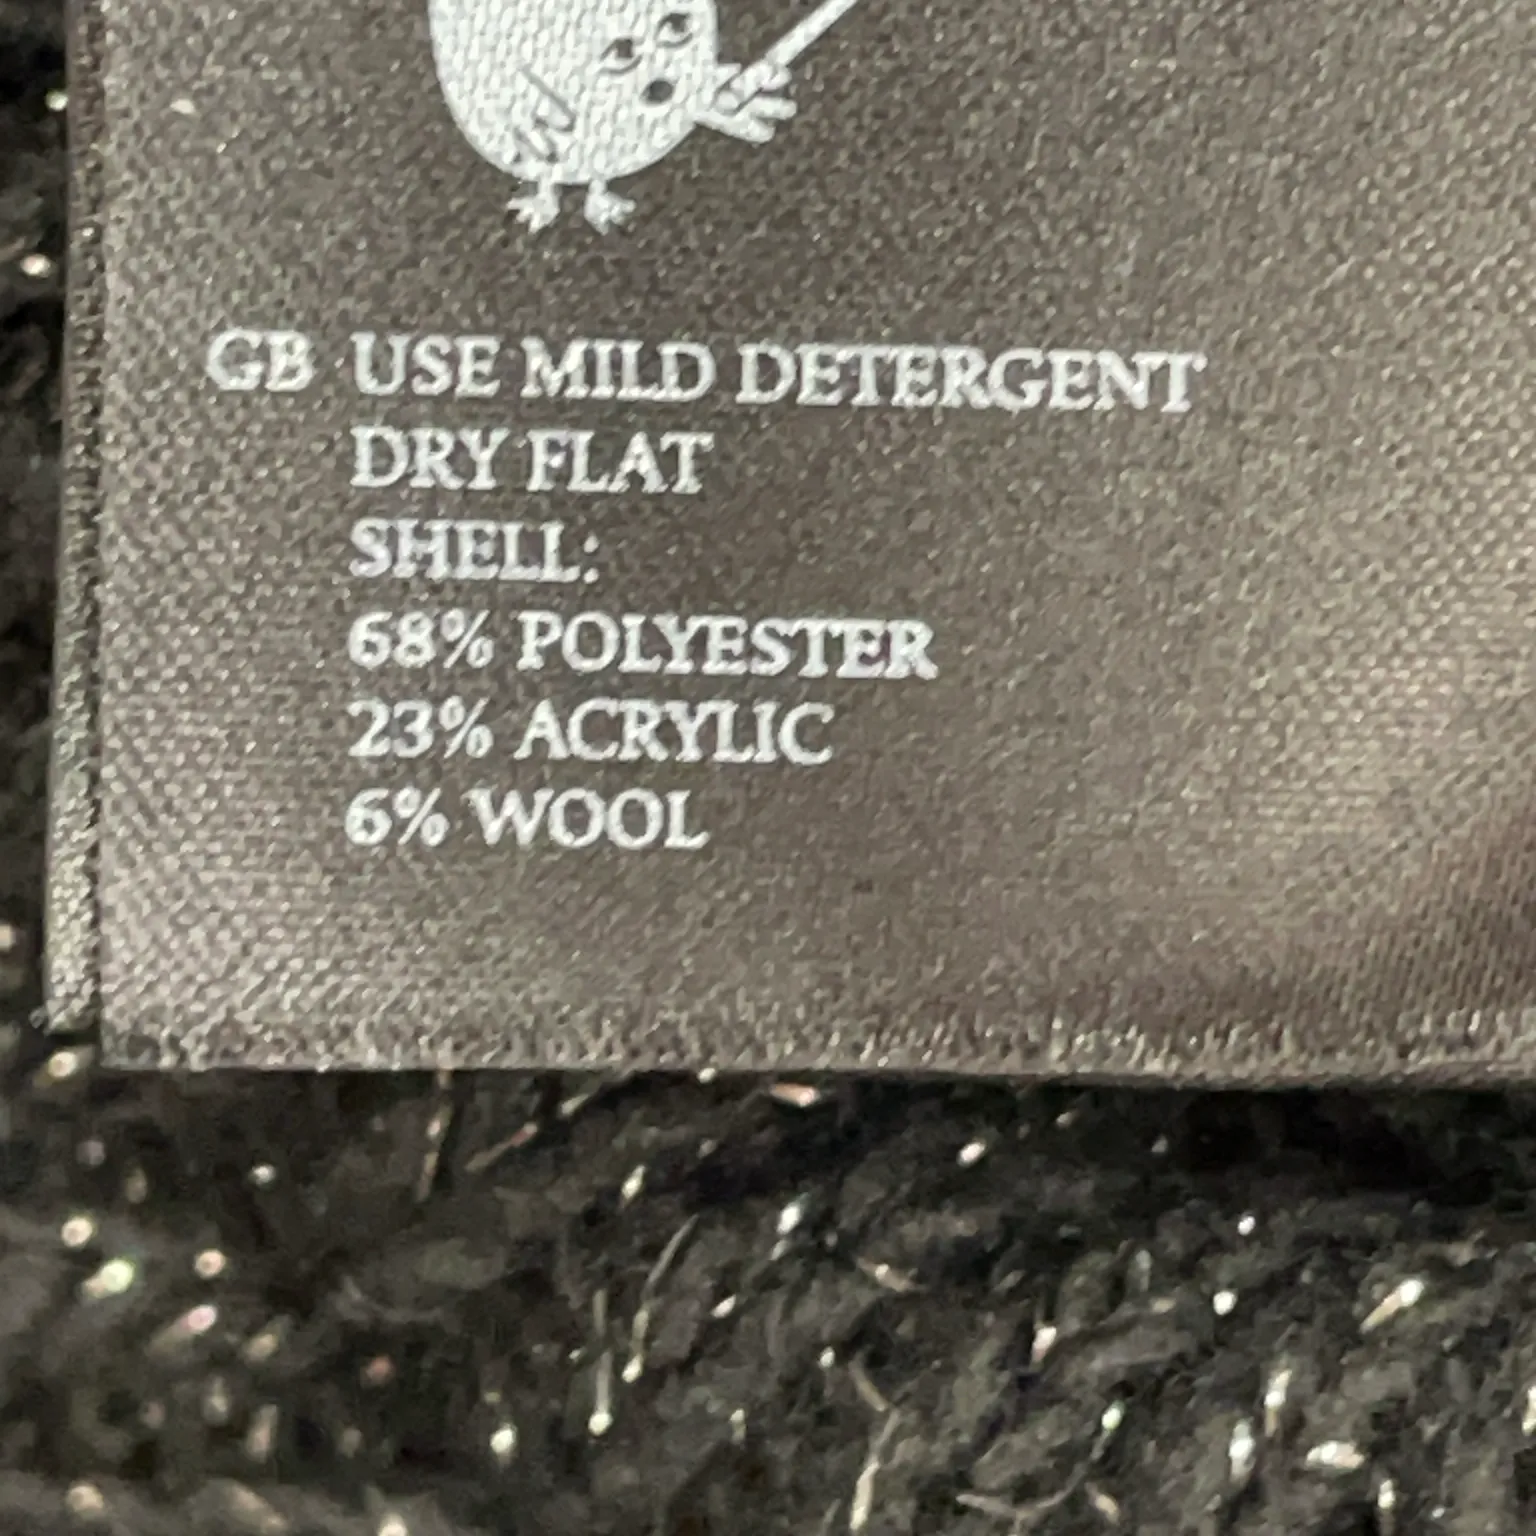 GB USE MILD DETERGENT
DRY FLAT
SHELL:
68% POLYESTER
23% ACRYLIC
6% WOOL